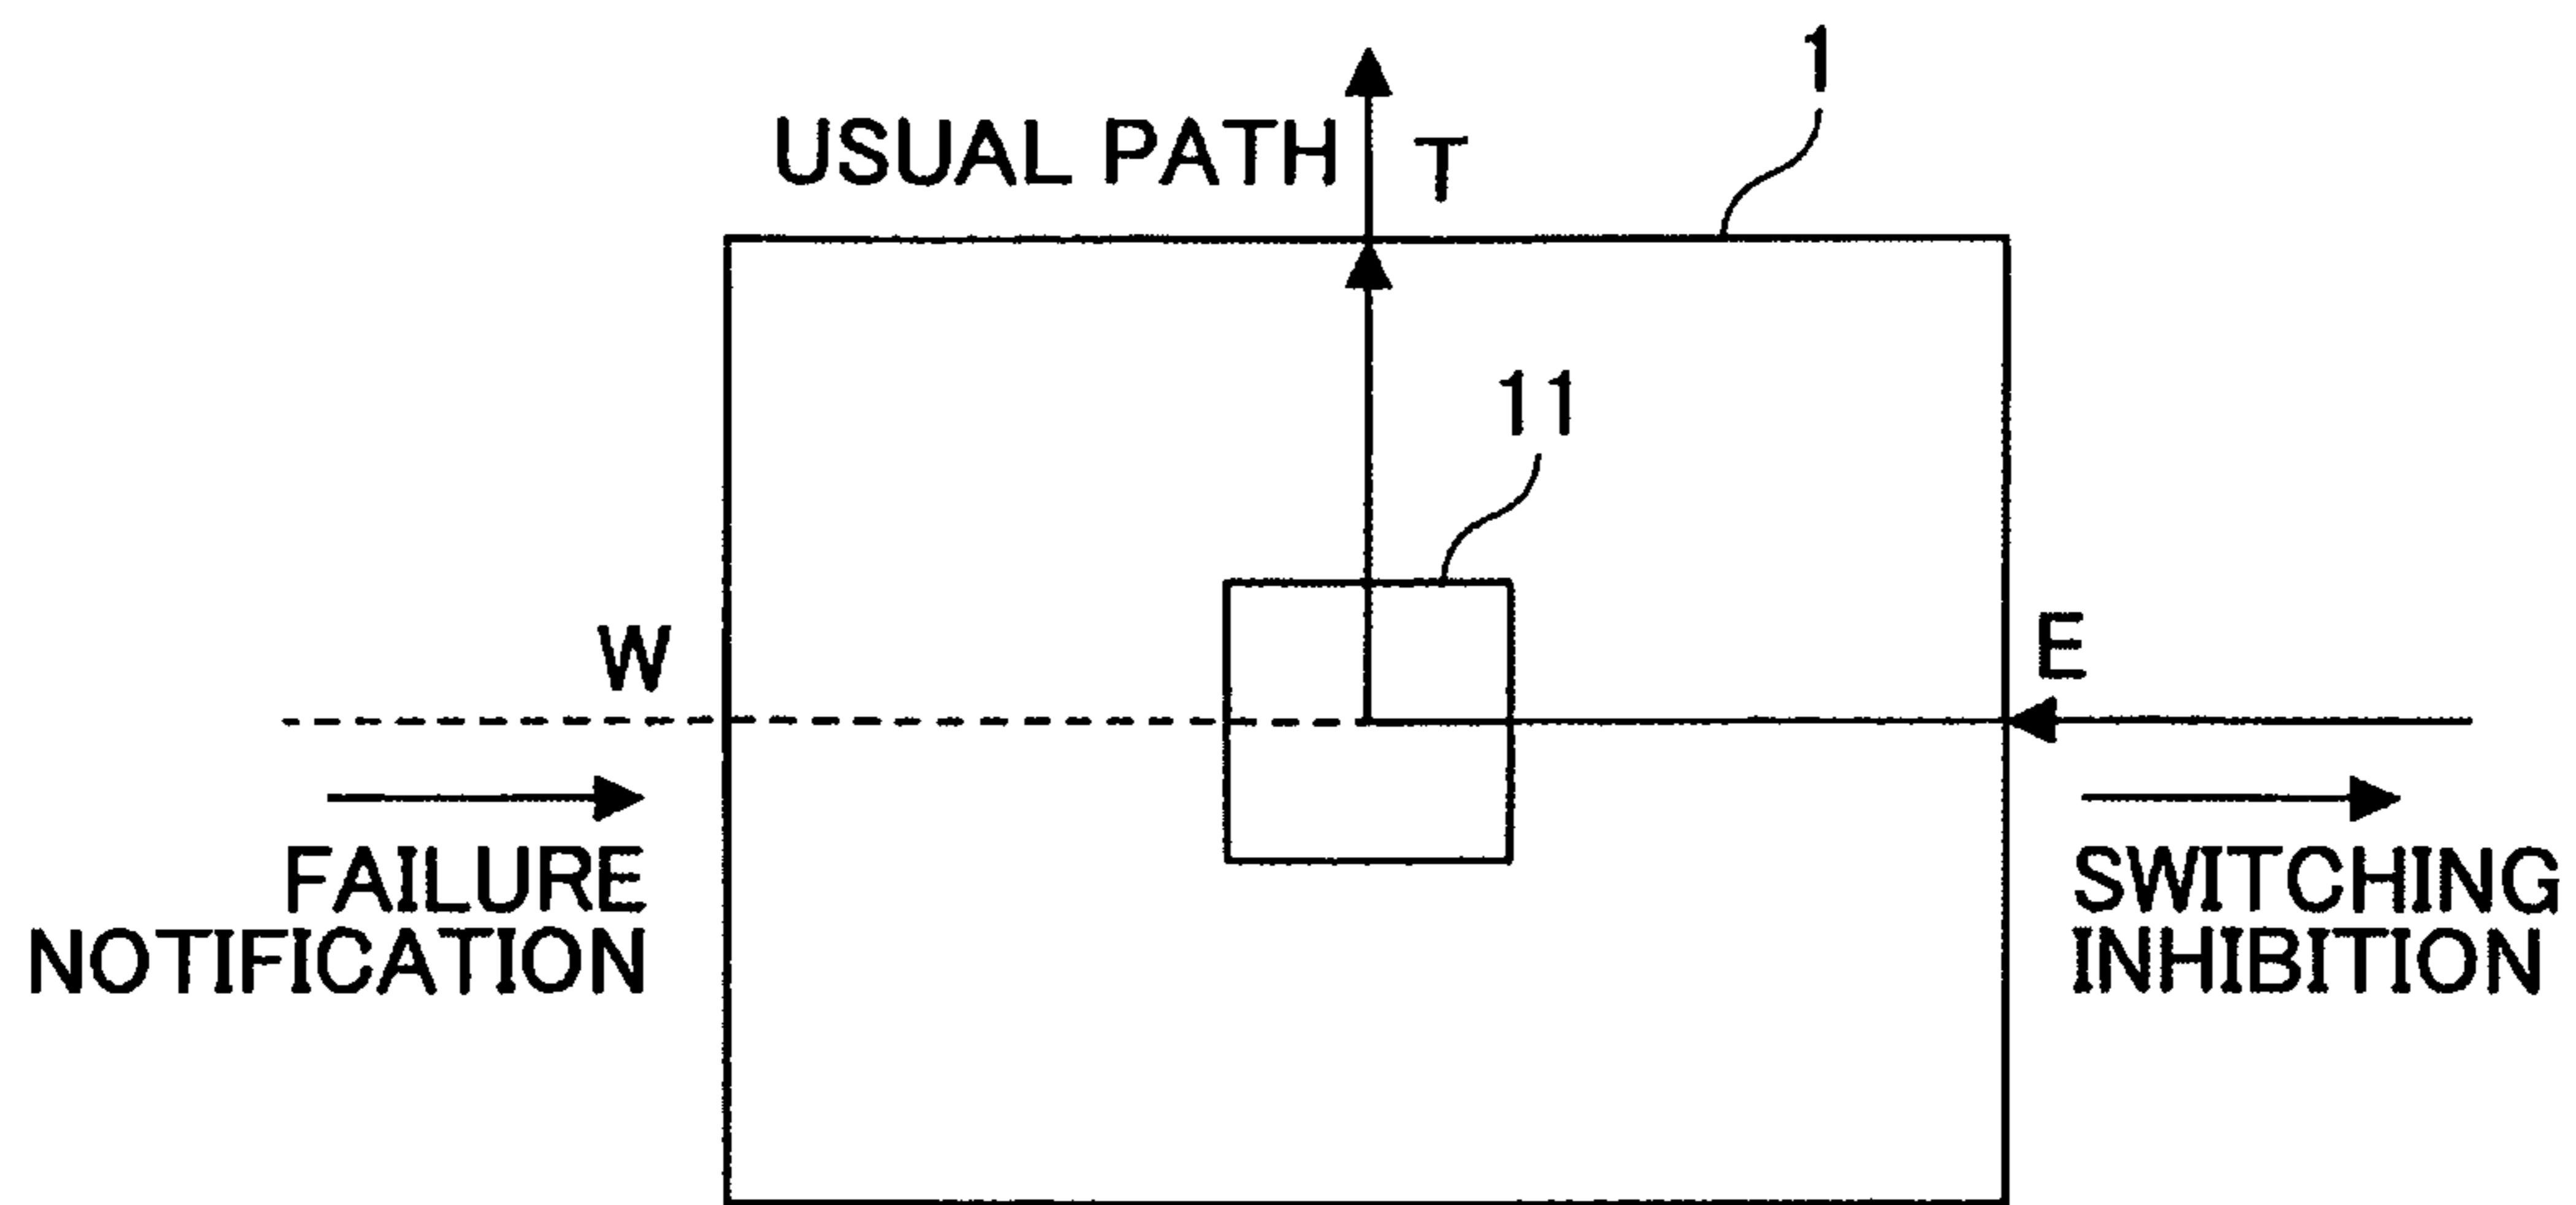 1
USUAL PATH
T
11
W
E
FAILURE
NOTIFICATION
SWITCHING
INHIBITION